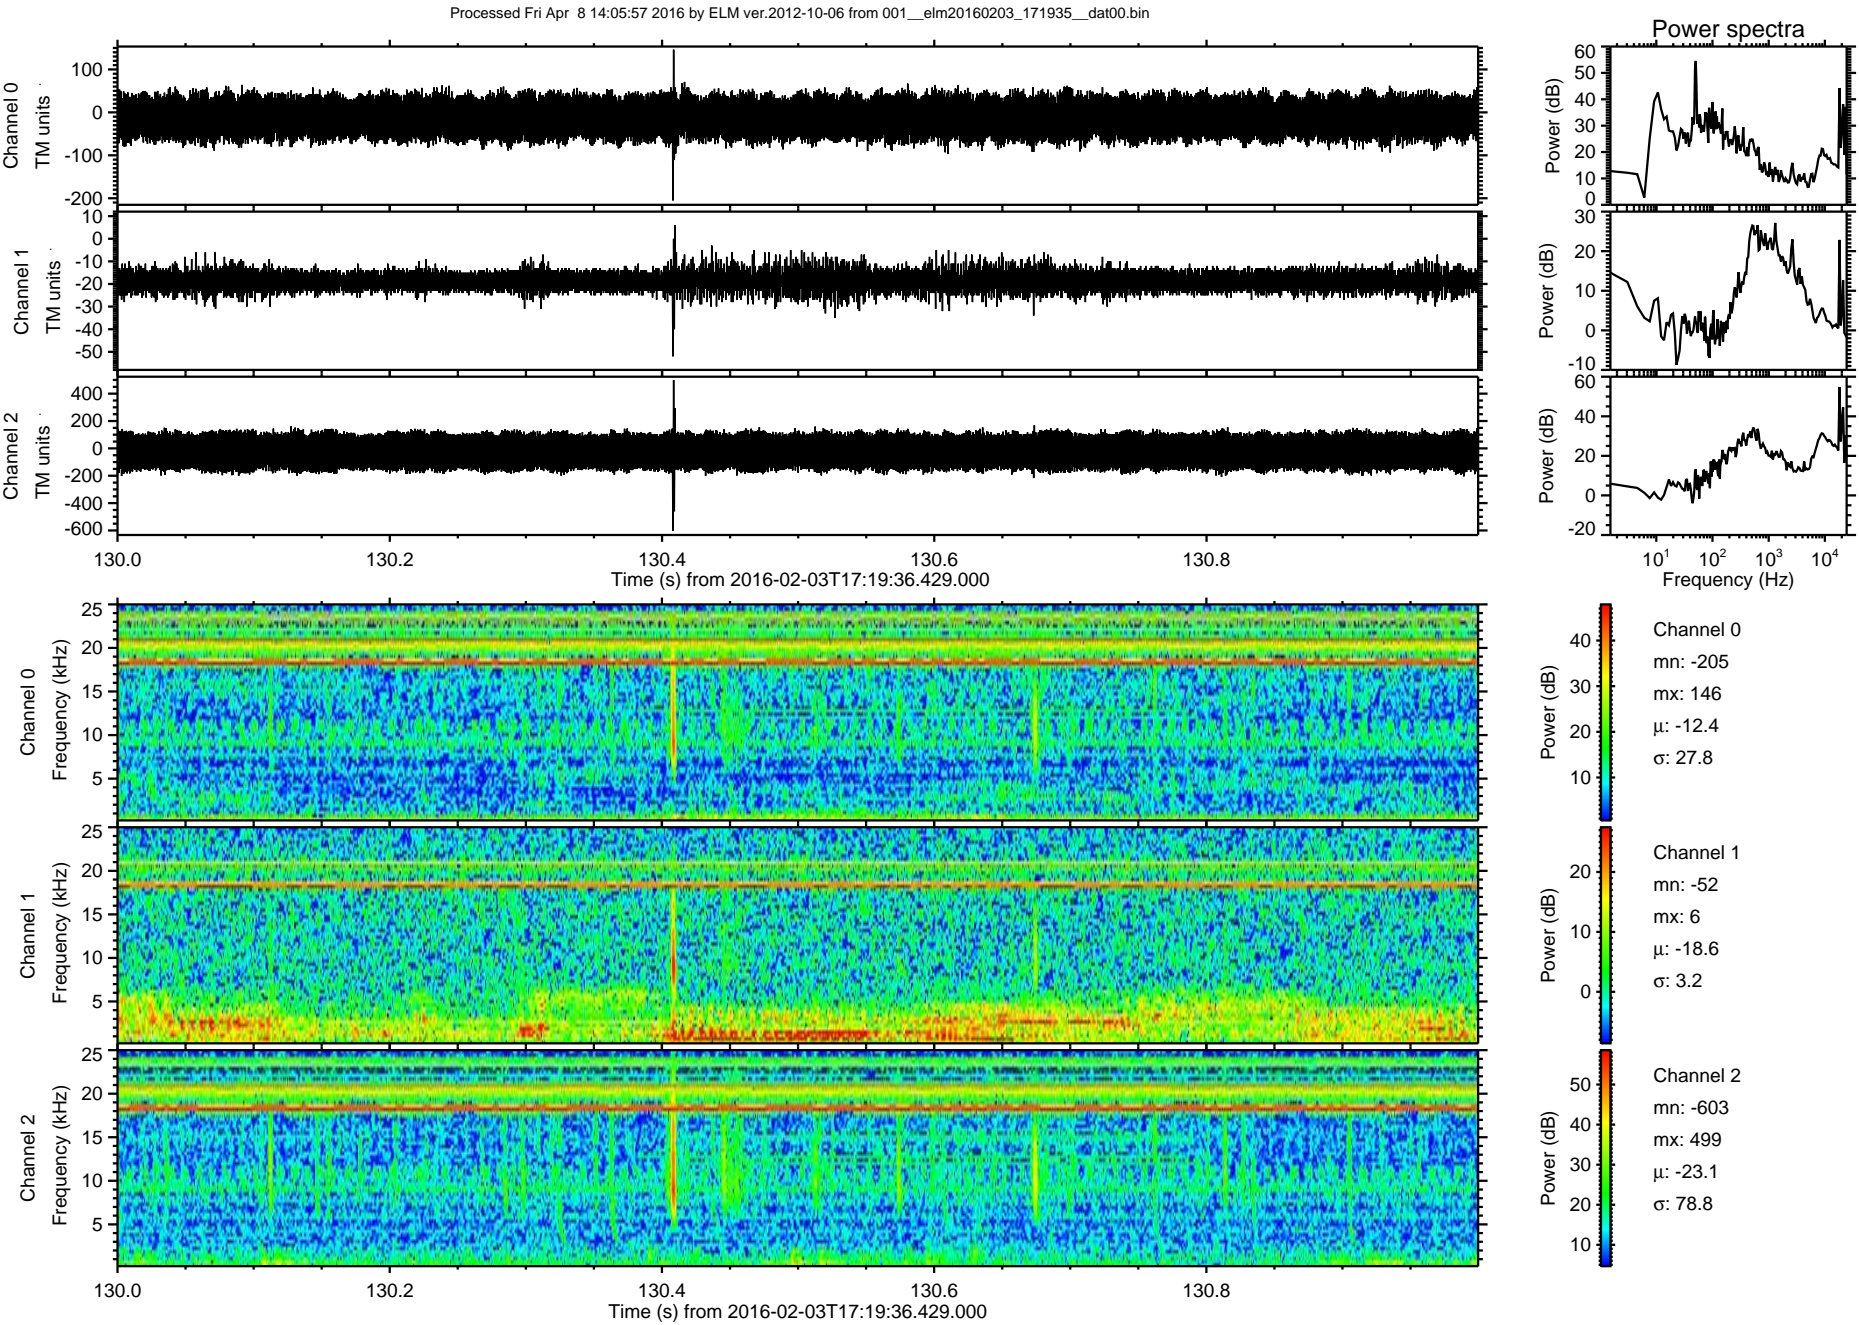 Processed Fri Apr  8 14:05:57 2016 by ELM ver.2012-10-06 from 001__elm20160203_171935__dat00.bin
Power spectra
Channel 0
TM units
100
0
-100
-200
Power (dB)
60
50
40
30
20
10
0
Channel 1
TM units
10
0
-10
-20
-30
-40
-50
Power (dB)
30
20
10
0
-10
Channel 2
TM units
400
200
0
-200
-400
-600
Power (dB)
60
40
20
0
-20
130.0 130.2 130.4 130.6 130.8
Time (s) from 2016-02-03T17:19:36.429.000
10¹ 10² 10³ 10⁴
Frequency (Hz)
Channel 0
Frequency (kHz)
25
20
15
10
5
Power (dB)
40
30
20
10
Channel 0
mn: -205
mx: 146
μ: -12.4
σ: 27.8
Channel 1
Frequency (kHz)
25
20
15
10
5
Power (dB)
20
10
0
Channel 1
mn: -52
mx: 6
μ: -18.6
σ: 3.2
Channel 2
Frequency (kHz)
25
20
15
10
5
Power (dB)
50
40
30
20
10
Channel 2
mn: -603
mx: 499
μ: -23.1
σ: 78.8
130.0 130.2 130.4 130.6 130.8
Time (s) from 2016-02-03T17:19:36.429.000